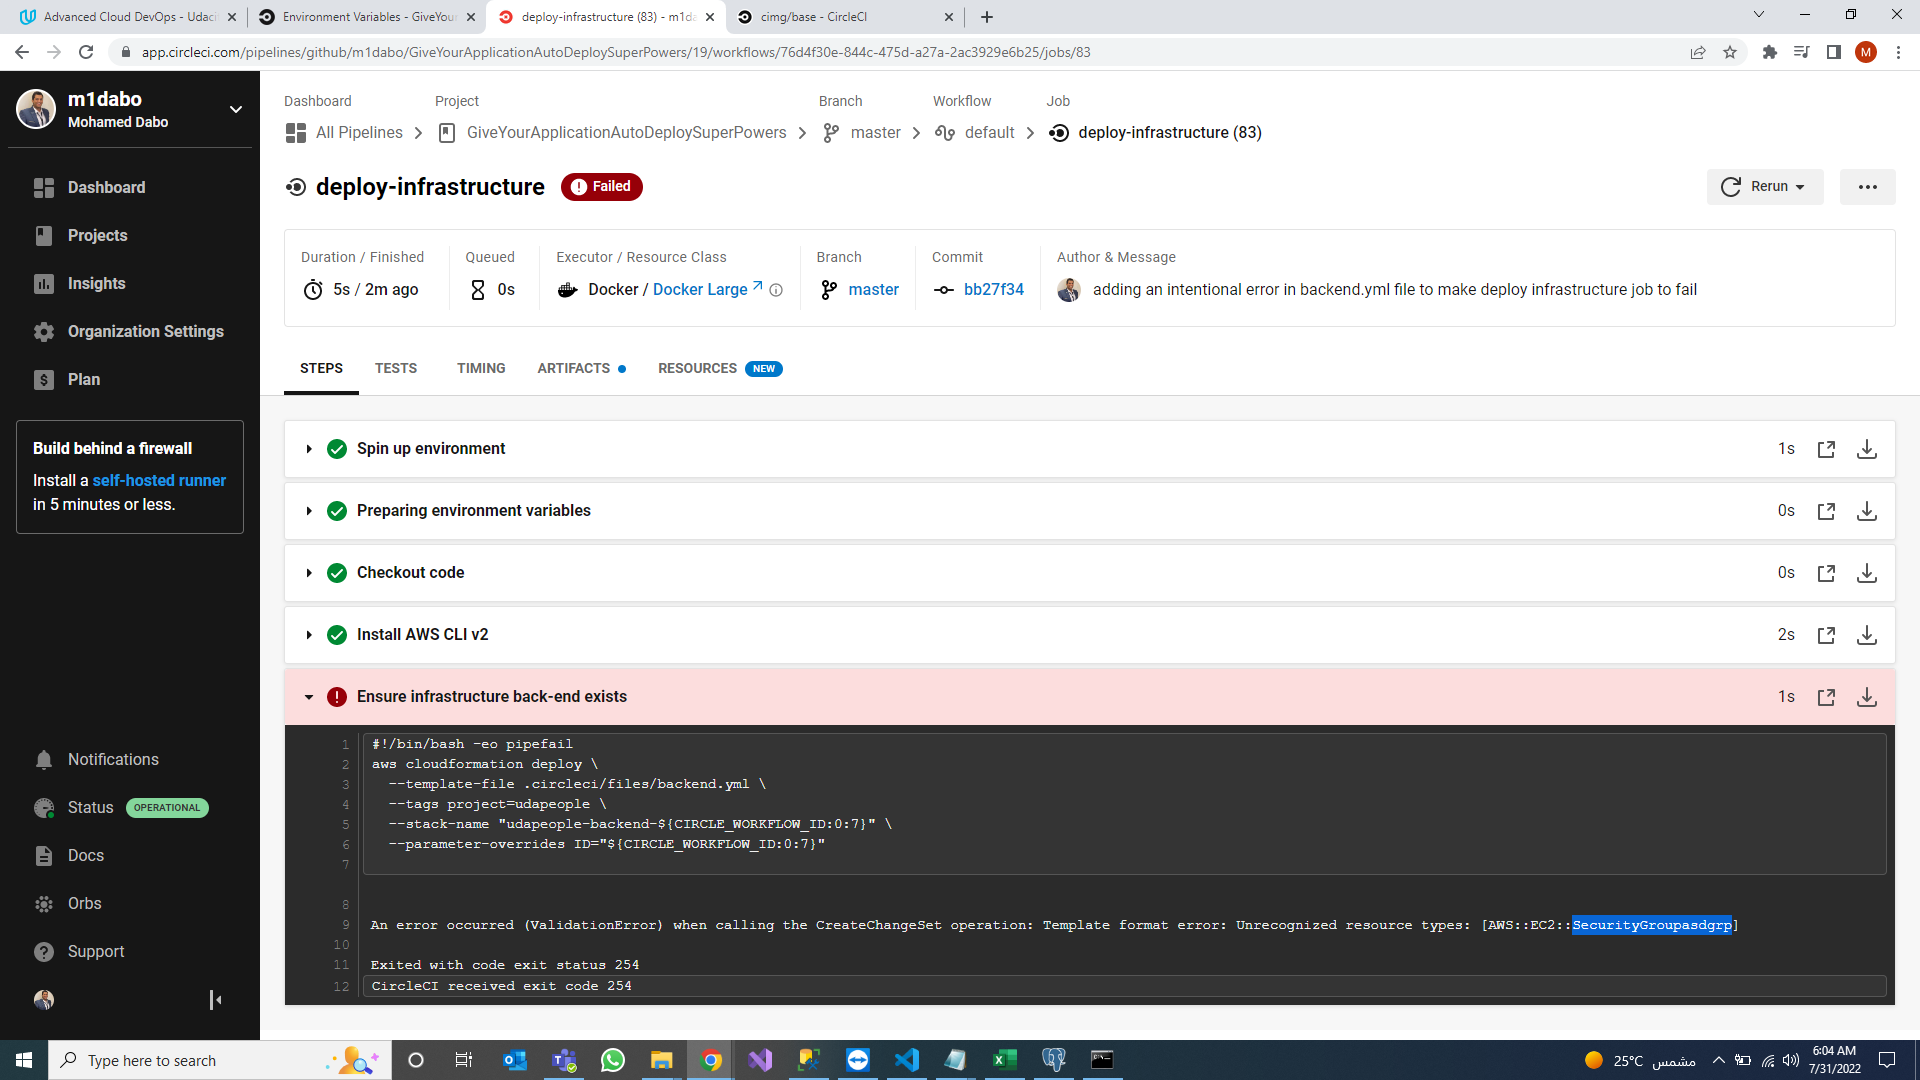 Advanced Cloud DevOps - Udaci
Environment Variables - GiveYour
deploy-infrastructure (83) - m1da
cimg/base - CircleCI
app.circleci.com/pipelines/github/m1dabo/GiveYourApplicationAutoDeploySuperPowers/19/workflows/76d4f30e-844c-475d-a27a-2ac3929e6b25/jobs/83
M
m1dabo
Mohamed Dabo
Dashboard
Projects
Insights
Organization Settings
Plan
Build behind a firewall
Install a self-hosted runner
in 5 minutes or less.
Notifications
Status OPERATIONAL
Docs
Orbs
Support
Dashboard Project Branch Workflow Job
All Pipelines GiveYourApplicationAutoDeploySuperPowers master default deploy-infrastructure (83)
deploy-infrastructure Failed
Rerun
Duration / Finished Queued Executor / Resource Class Branch Commit Author & Message
5s / 2m ago 0s Docker / Docker Large master bb27f34 adding an intentional error in backend.yml file to make deploy infrastructure job to fail
STEPS TESTS TIMING ARTIFACTS RESOURCES NEW
Spin up environment 1s
Preparing environment variables 0s
Checkout code 0s
Install AWS CLI v2 2s
Ensure infrastructure back-end exists 1s
1 #!/bin/bash -eo pipefail
2 aws cloudformation deploy \
3 --template-file .circleci/files/backend.yml \
4 --tags project=udapeople \
5 --stack-name "udapeople-backend-${CIRCLE_WORKFLOW_ID:0:7}" \
6 --parameter-overrides ID="${CIRCLE_WORKFLOW_ID:0:7}"
7
8
9 An error occurred (ValidationError) when calling the CreateChangeSet operation: Template format error: Unrecognized resource types: [AWS::EC2::SecurityGroupasdgrp]
10
11 Exited with code exit status 254
12 CircleCI received exit code 254
Type here to search
25°C مشمس
6:04 AM
7/31/2022